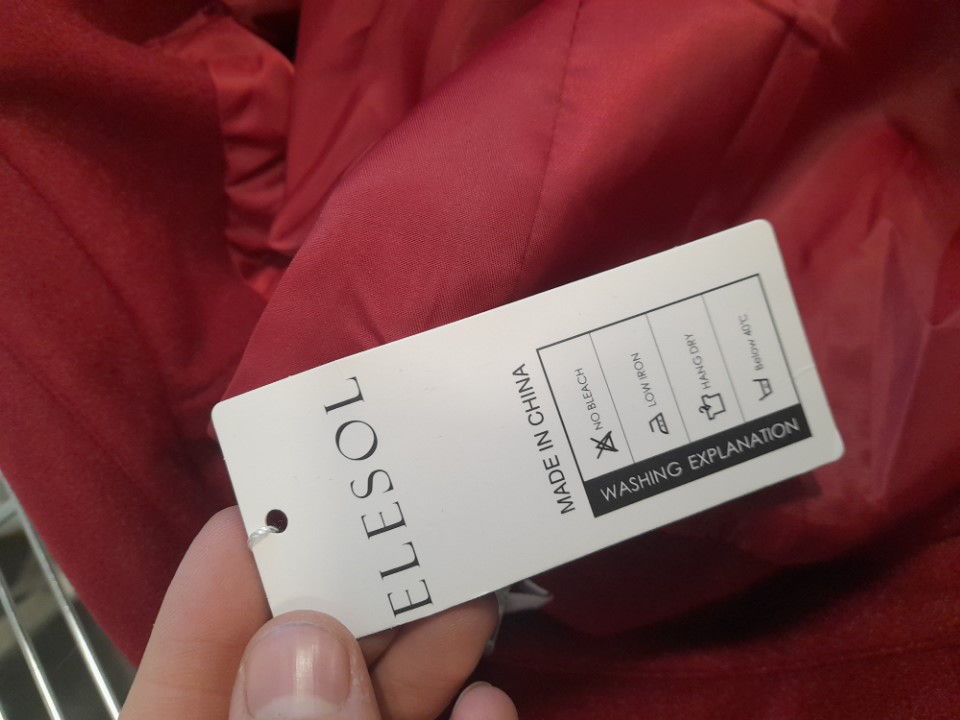 ELESOL
MADE IN CHINA
WASHING EXPLANATION
NO BLEACH
LOW IRON
HANG DRY
Below 40℃